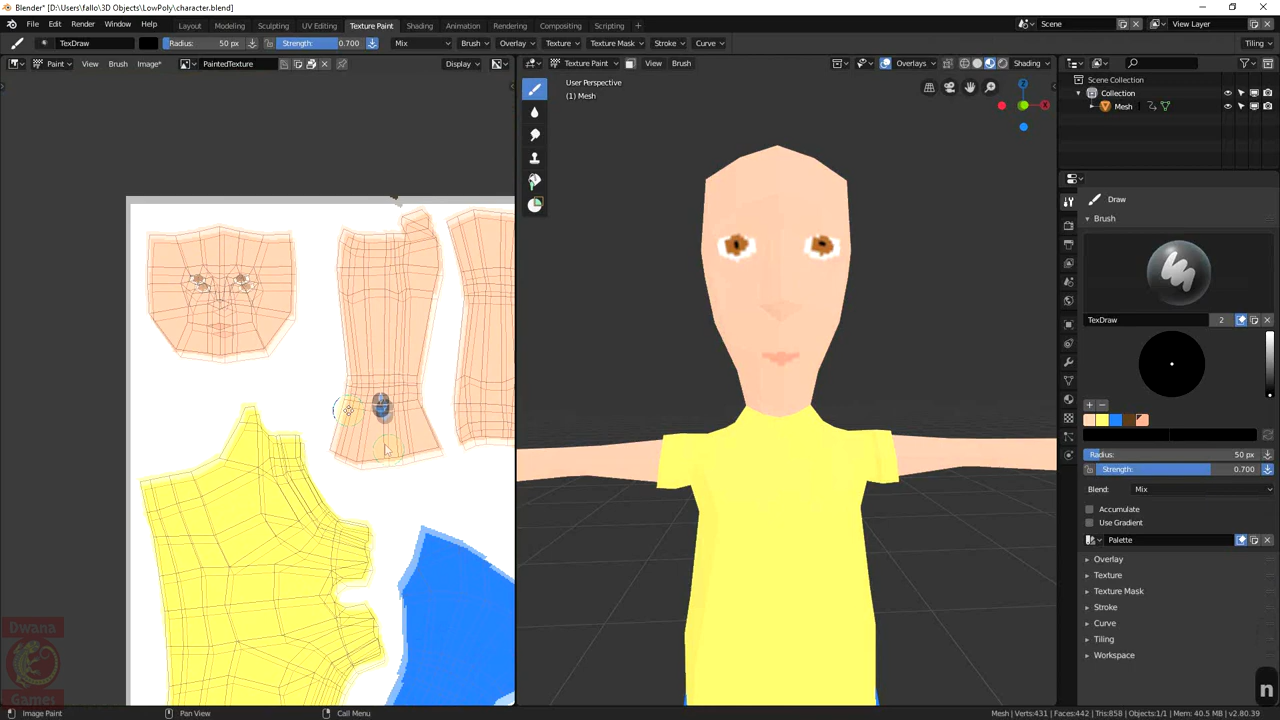 Blender* [D:\Users\fallo\3D Objects\LowPoly\character.blend]
File Edit Render Window Help Layout Modeling Sculpting UV Editing Texture Paint Shading Animation Rendering Compositing Scripting Scene View Layer
TexDraw Radius: 50 px Strength: 0.700 Mix Brush Overlay Texture Texture Mask Stroke Curve Tiling
Paint View Brush Image* PaintedTexture Display Texture Paint View Brush Overlays Shading
User Perspective
(1) Mesh
Scene Collection
Collection
Mesh
Draw
Brush
TexDraw 2
Radius: 50 px
Strength: 0.700
Blend: Mix
Accumulate
Use Gradient
Palette
Overlay
Texture
Texture Mask
Stroke
Curve
Tiling
Workspace
Dwana
Games
n
Image Paint Pan View Call Menu Mesh | Verts:431 | Faces:442 | Tris:858 | Objects:1/1 | Mem: 40.5 MB | v2.80.39